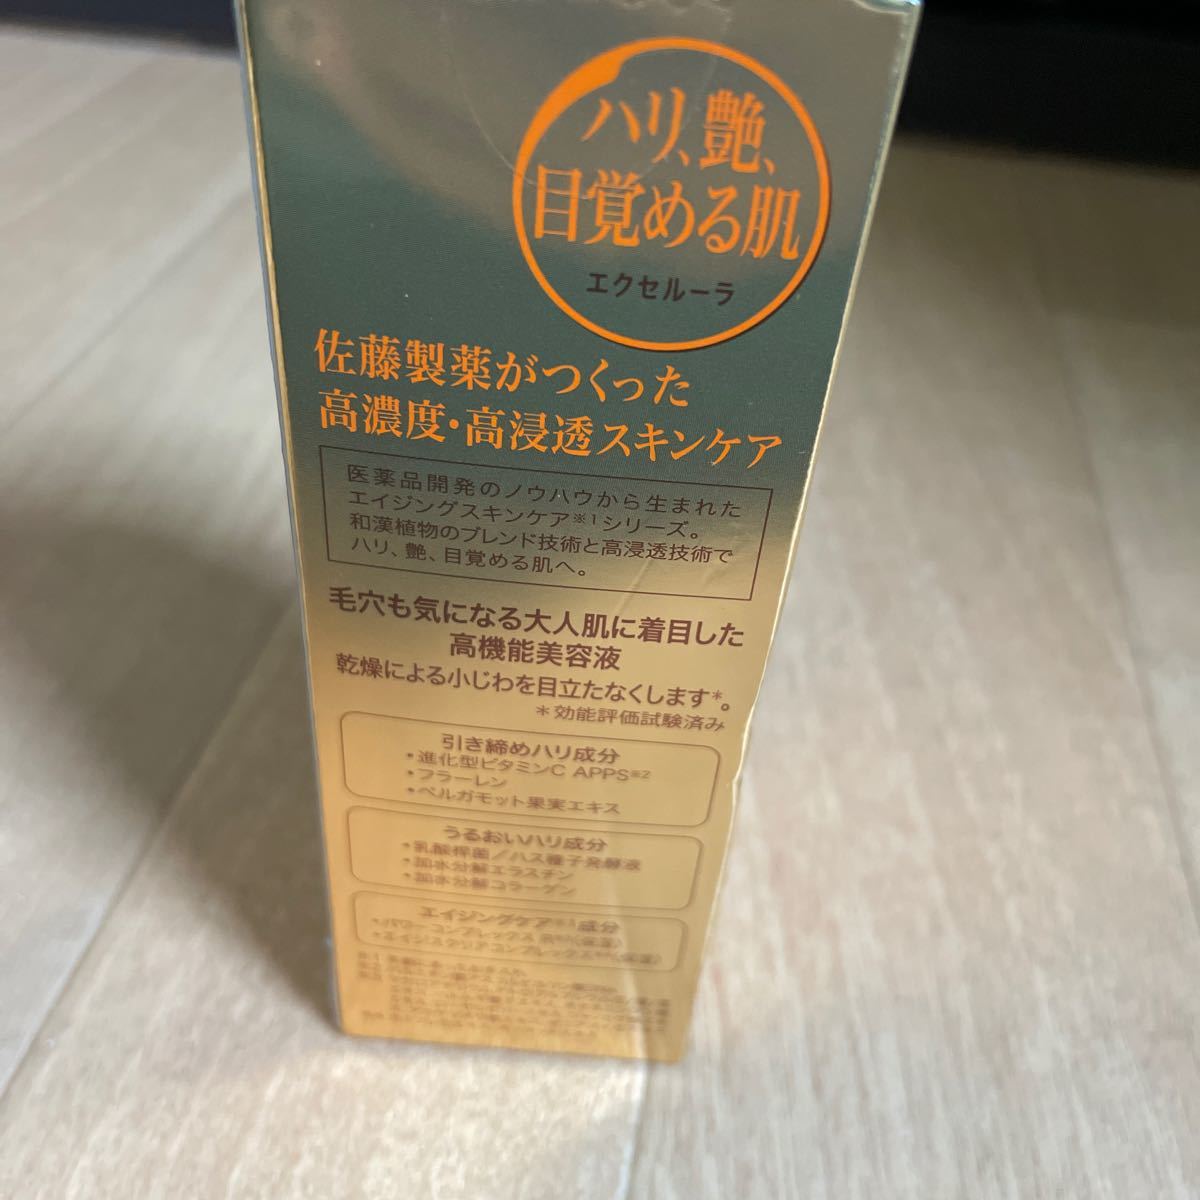 ハリ、艶、
目覚める肌
エクセルーラ
佐藤製薬がつくった
高濃度・高浸透スキンケア
医薬品開発のノウハウから生まれた
エイジングスキンケア※1シリーズ。
和漢植物のブレンド技術と高浸透技術で
ハリ、艶、目覚める肌へ。
毛穴も気になる大人肌に着目した
高機能美容液
乾燥による小じわを目立たなくします*。
*効能評価試験済み
引き締めハリ成分
・進化型ビタミンC APPS※2
・フラーレン
・ベルガモット果実エキス
うるおいハリ成分
・乳酸桿菌／ハス種子発酵液
・加水分解エラスチン
・加水分解コラーゲン
エイジングケア※1成分